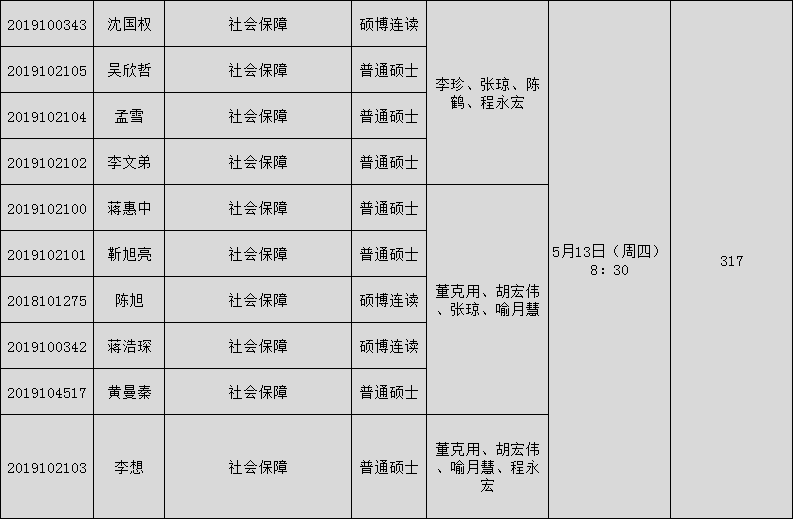 2019100343 沈国权 社会保障 硕博连读
2019102105 吴欣哲 社会保障 普通硕士
李珍、张琼、陈
鹤、程永宏
2019102104 孟雪 社会保障 普通硕士
2019102102 李文弟 社会保障 普通硕士
2019102100 蒋惠中 社会保障 普通硕士
2019102101 靳旭亮 社会保障 普通硕士
5月13日（周四）
8：30
317
2018101275 陈旭 社会保障 硕博连读
董克用、胡宏伟
、张琼、喻月慧
2019100342 蒋浩琛 社会保障 硕博连读
2019104517 黄曼秦 社会保障 普通硕士
2019102103 李想 社会保障 普通硕士
董克用、胡宏伟
、喻月慧、程永
宏